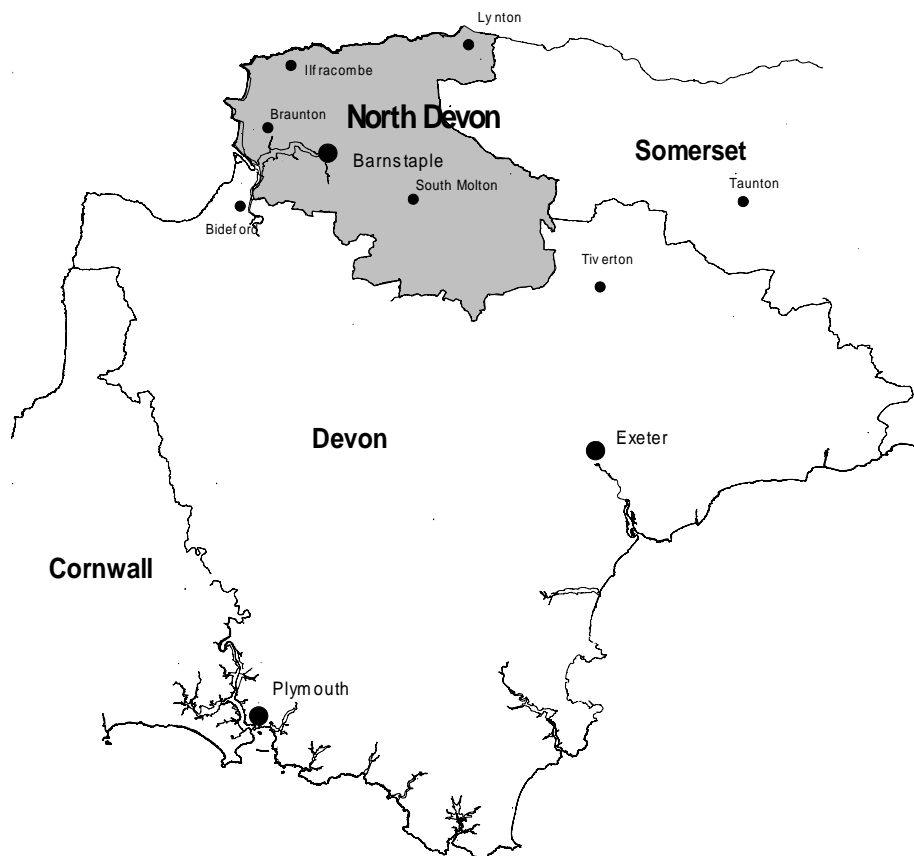 Lynton
Ilfracombe
Braunton
North Devon
Barnstaple
Somerset
South Molton
Taunton
Bideford
Tiverton
Devon
Exeter
Cornwall
Plymouth